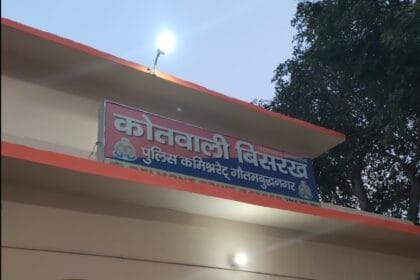 कोतवाली बिसरख
पुलिस कमिश्नरेट् गौतमबुद्धनगर